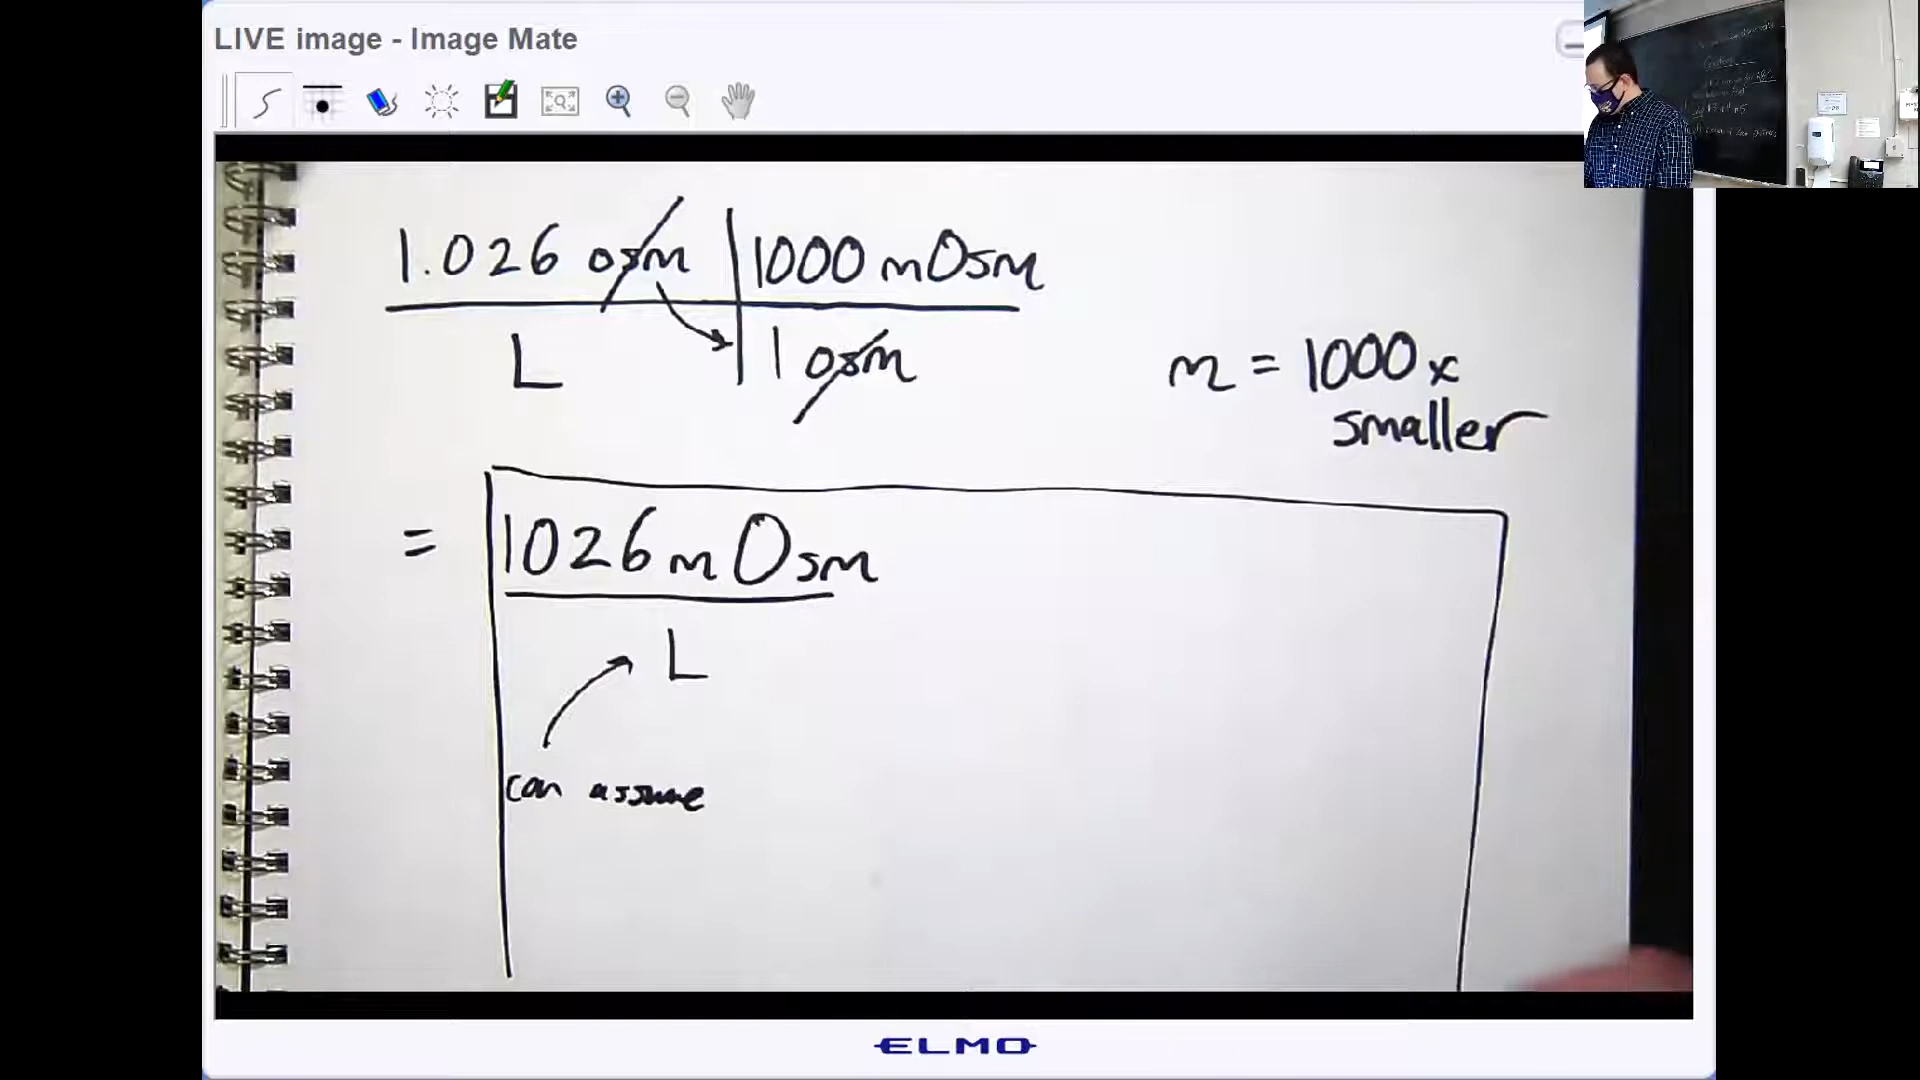 LIVE image - Image Mate
1.026 osm | 1000 mOsm
L | 1 osm
m = 1000x
smaller
= 1026 mOsm
L
can assume
ELMO